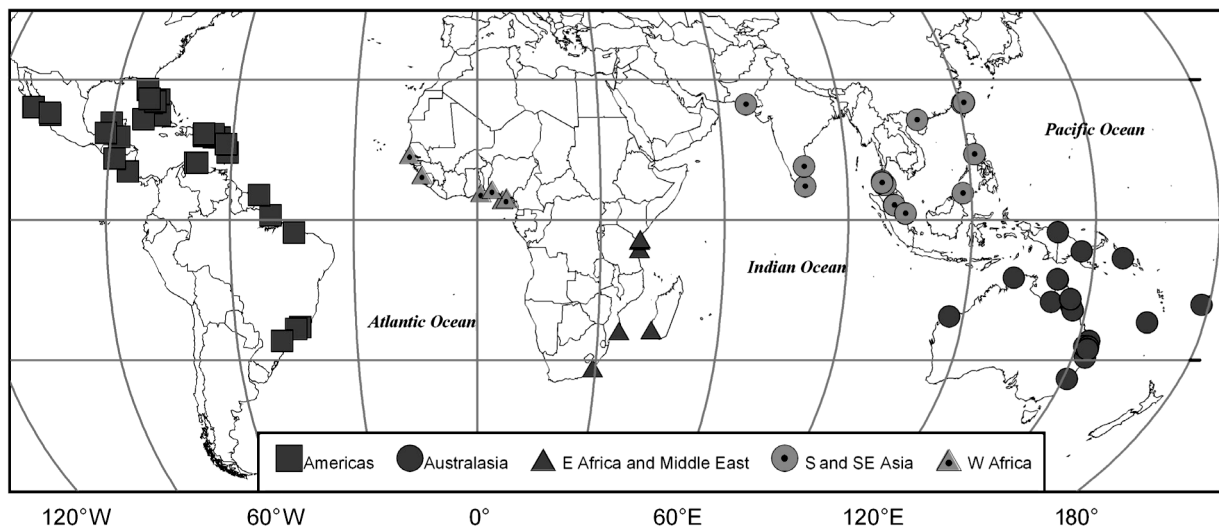 Pacific Ocean
Indian Ocean
Atlantic Ocean
Americas Australasia E Africa and Middle East S and SE Asia W Africa
120°W 60°W 0° 60°E 120°E 180°